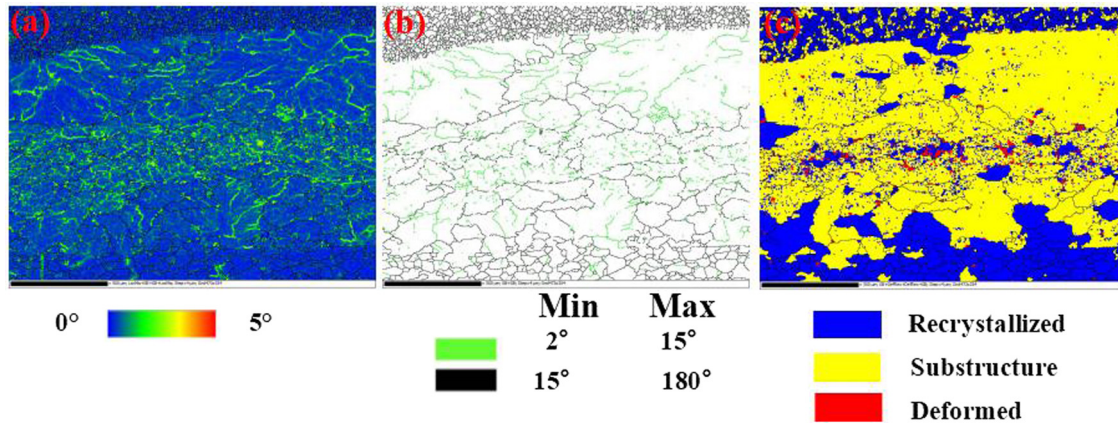 (a)
(b)
(c)
0°
5°
Min Max
2° 15°
15° 180°
Recrystallized
Substructure
Deformed